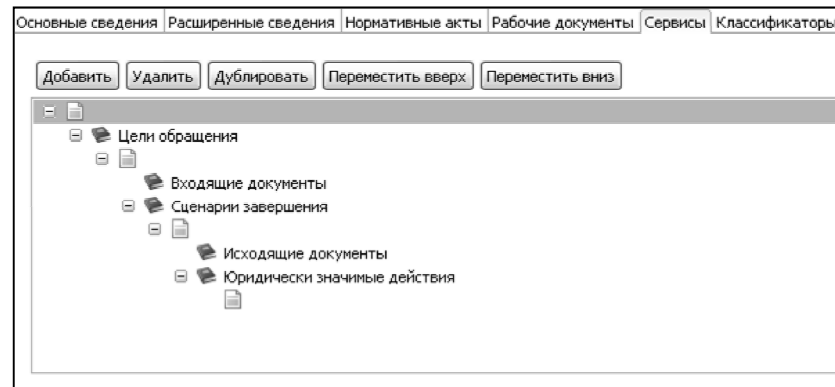 Основные сведения Расширенные сведения Нормативные акты Рабочие документы Сервисы Классификаторы
Добавить Удалить Дублировать Переместить вверх Переместить вниз
Цели обращения
Входящие документы
Сценарии завершения
Исходящие документы
Юридически значимые действия